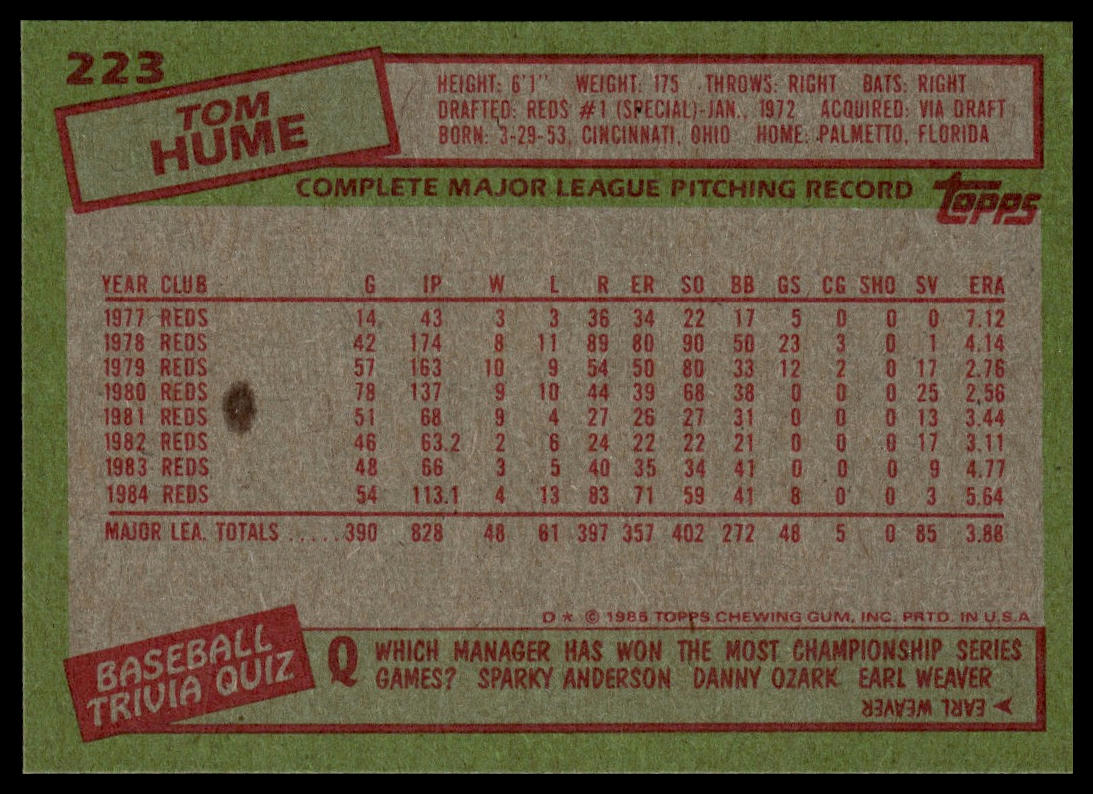 223
TOM
HUME
HEIGHT: 6'1'' WEIGHT: 175 THROWS: RIGHT BATS: RIGHT
DRAFTED: REDS #1 (SPECIAL)-JAN., 1972 ACQUIRED: VIA DRAFT
BORN: 3-29-53, CINCINNATI, OHIO HOME: PALMETTO, FLORIDA
COMPLETE MAJOR LEAGUE PITCHING RECORD
topps
YEAR CLUB G IP W L R ER SO BB GS CG SHO SV ERA
1977 REDS 14 43 3 3 36 34 22 17 5 0 0 0 7.12
1978 REDS 42 174 8 11 89 80 90 50 23 3 0 1 4.14
1979 REDS 57 163 10 9 54 50 80 33 12 2 0 17 2.76
1980 REDS 78 137 9 10 44 39 68 38 0 0 0 25 2.56
1981 REDS 51 68 9 4 27 26 27 31 0 0 0 13 3.44
1982 REDS 46 63.2 2 6 24 22 22 21 0 0 0 17 3.11
1983 REDS 48 66 3 5 40 35 34 41 0 0 0 9 4.77
1984 REDS 54 113.1 4 13 83 71 59 41 8 0 0 3 5.64
MAJOR LEA. TOTALS ..... 390 828 48 61 397 357 402 272 48 5 0 85 3.88
D * © 1985 TOPPS CHEWING GUM, INC. PRTD. IN U.S.A
BASEBALL
TRIVIA QUIZ
Q WHICH MANAGER HAS WON THE MOST CHAMPIONSHIP SERIES
GAMES? SPARKY ANDERSON DANNY OZARK EARL WEAVER
EARL WEAVER